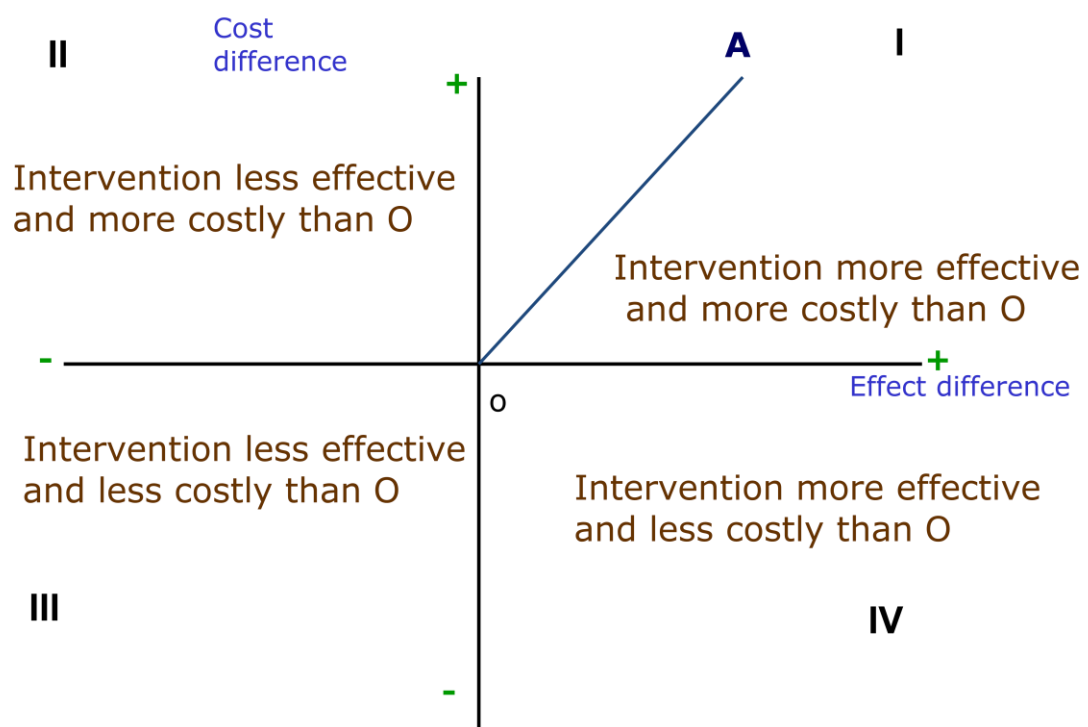 II
Cost
difference
A
I
+
Intervention less effective
and more costly than O
Intervention more effective
and more costly than O
-
+
Effect difference
o
Intervention less effective
and less costly than O
Intervention more effective
and less costly than O
III
IV
-